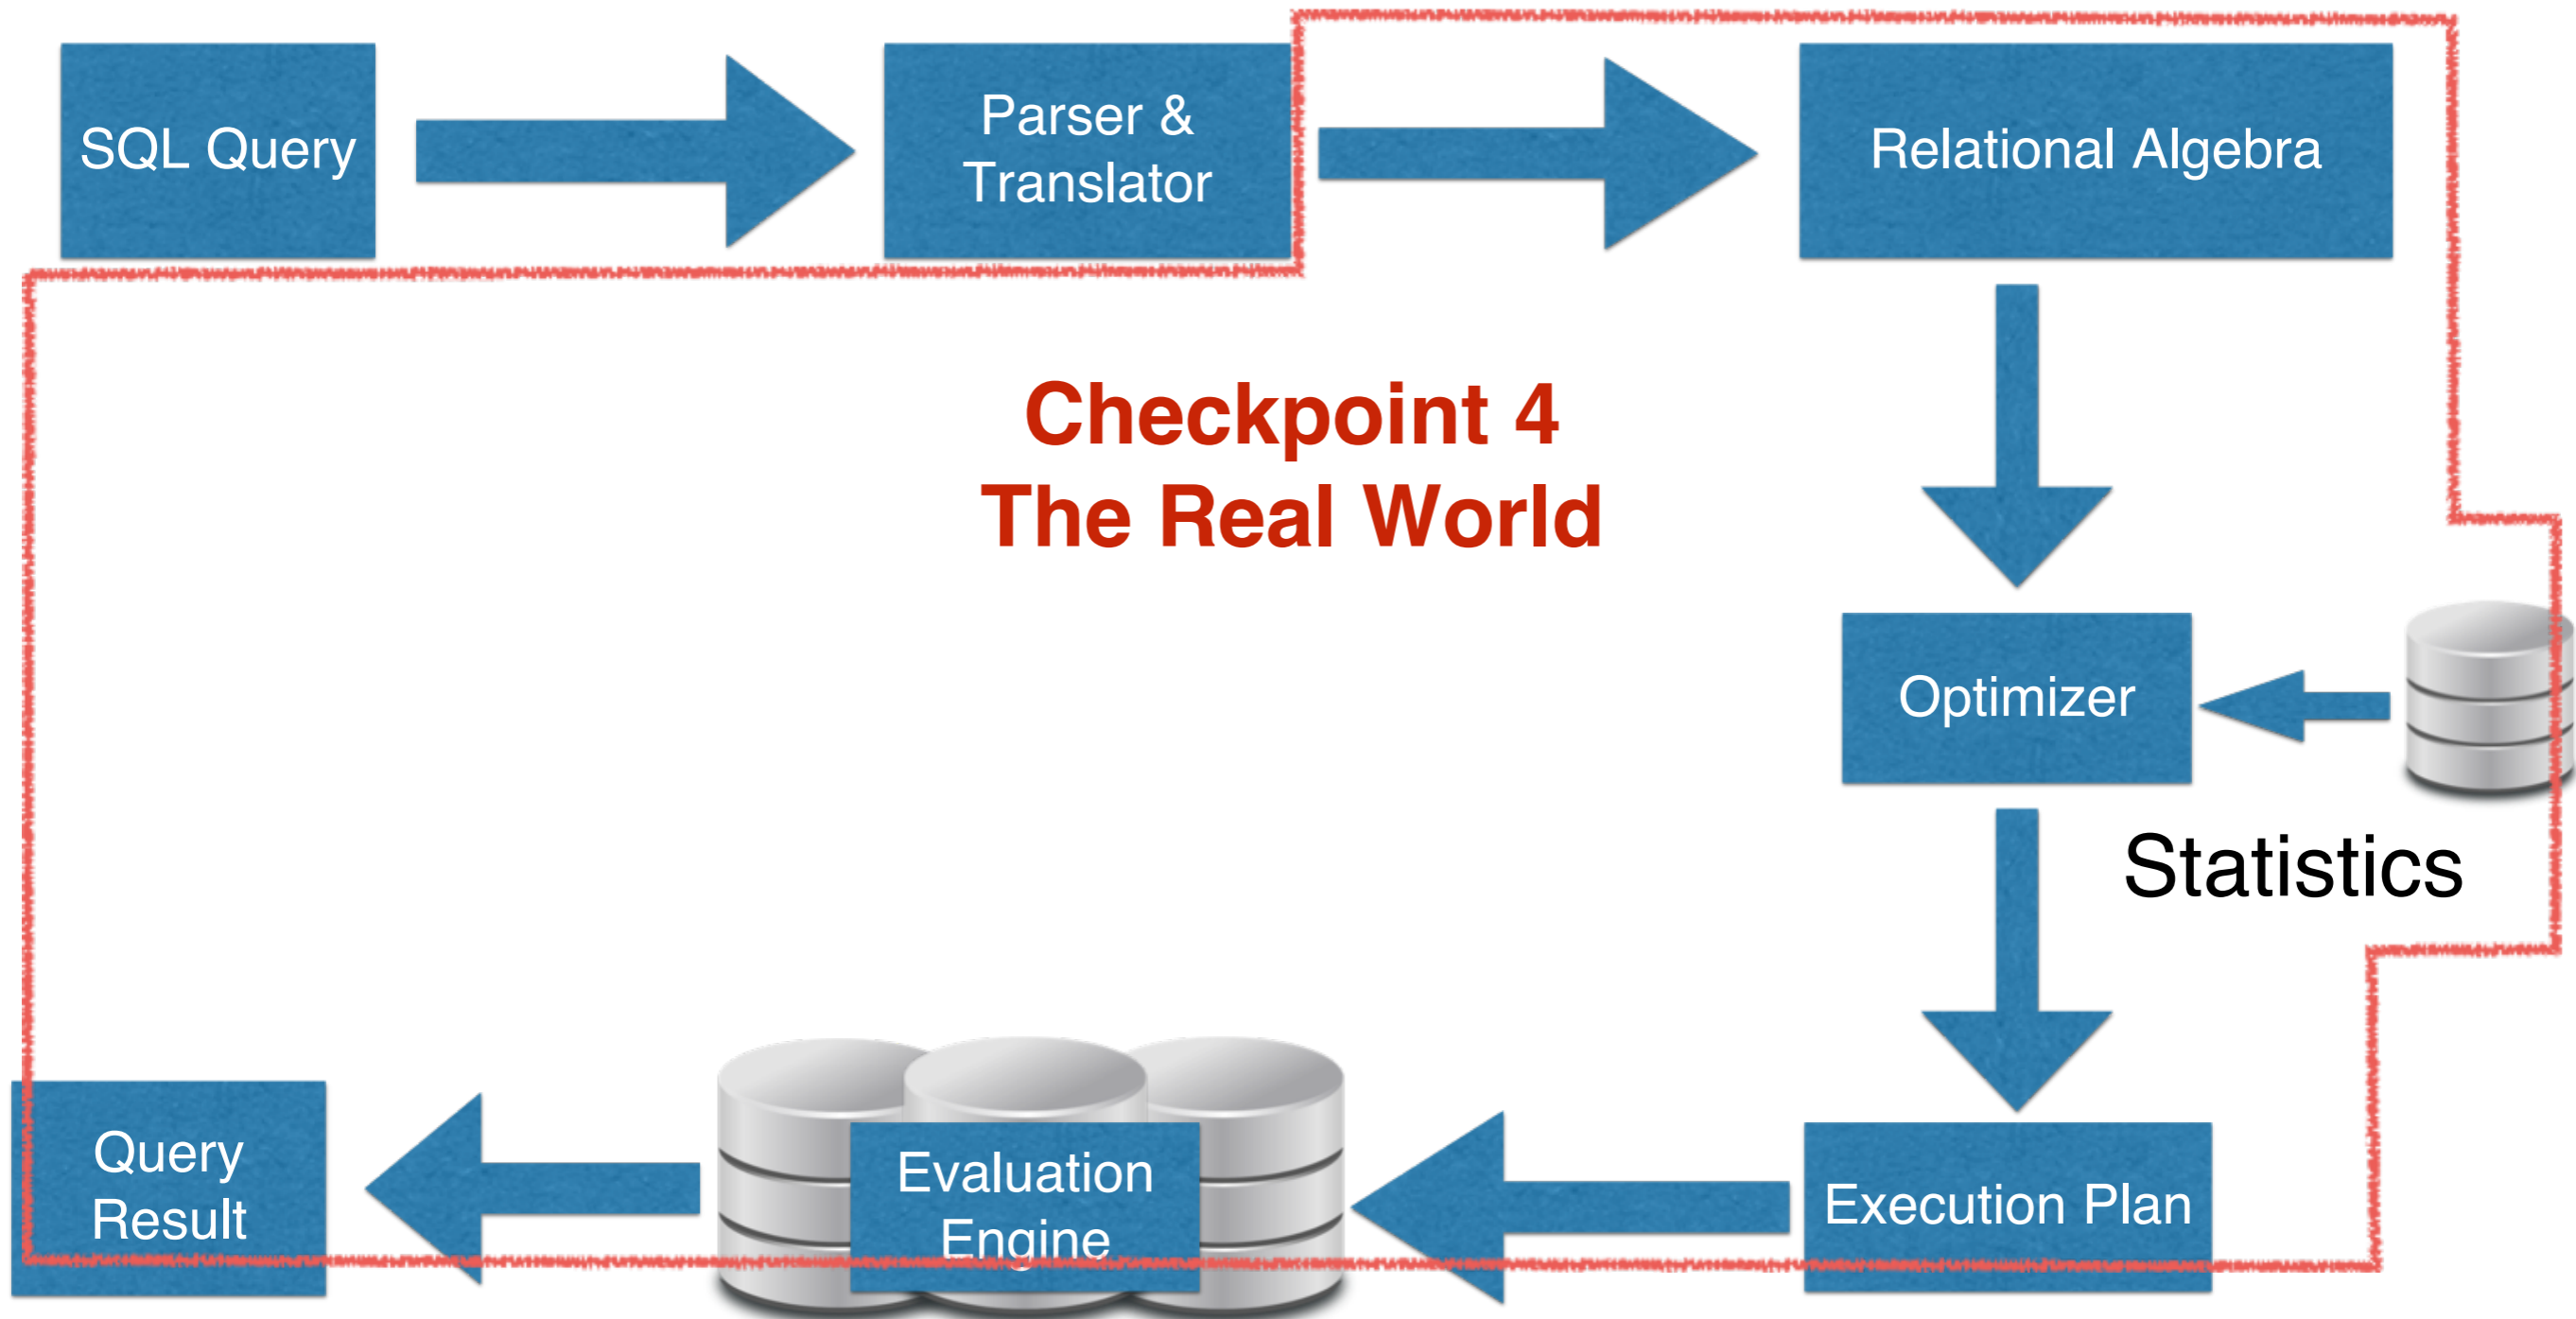 SQL Query
Parser &
Translator
Relational Algebra
Checkpoint 4
The Real World
Optimizer
Statistics
Query
Result
Evaluation
Engine
Execution Plan